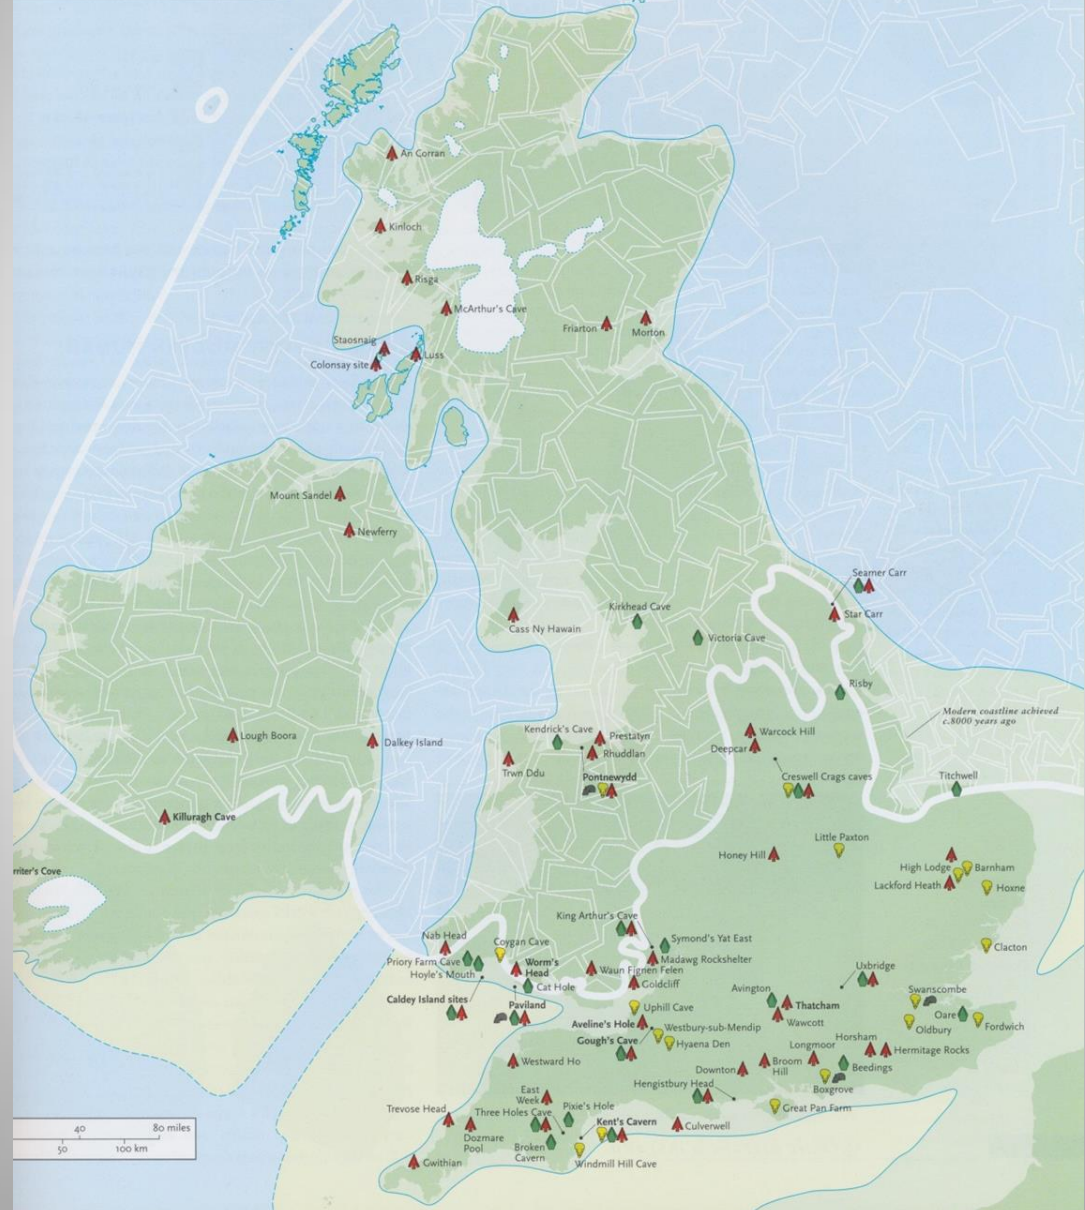 An Corran
Kinloch
Risga
McArthur's Cave
Friarton
Morton
Staosnaig
Luss
Colonsay site
Mount Sandel
Newferry
Seamer Carr
Star Carr
Kirkhead Cave
Cass Ny Hawain
Victoria Cave
Risby
Modern coastline achieved
c.8000 years ago
Kendrick's Cave
Prestatyn
Warcock Hill
Lough Boora
Dalkey Island
Rhuddlan
Deepcar
Trwn Ddu
Pontnewydd
Creswell Crags caves
Titchwell
Killuragh Cave
Little Paxton
Honey Hill
High Lodge
Barnham
riter's Cove
Lackford Heath
Hoxne
King Arthur's Cave
Nab Head
Coygan Cave
Symond's Yat East
Clacton
Priory Farm Cave
Worm's
Head
Madawg Rockshelter
Hoyle's Mouth
Waun Fignen Felen
Uxbridge
Cat Hole
Goldcliff
Avington
Swanscombe
Caldey Island sites
Paviland
Uphill Cave
Thatcham
Oare
Aveline's Hole
Westbury-sub-Mendip
Wawcott
Oldbury
Fordwich
Gough's Cave
Hyaena Den
Longmoor
Horsham
Hermitage Rocks
Westward Ho
Downton
Broom
Hill
Beedings
East
Week
Hengistbury Head
Boxgrove
Trevose Head
Three Holes Cave
Pixie's Hole
Great Pan Farm
Kent's Cavern
Culverwell
Dozmare
Pool
Broken
Cavern
Gwithian
Windmill Hill Cave
40 80 miles
50 100 km